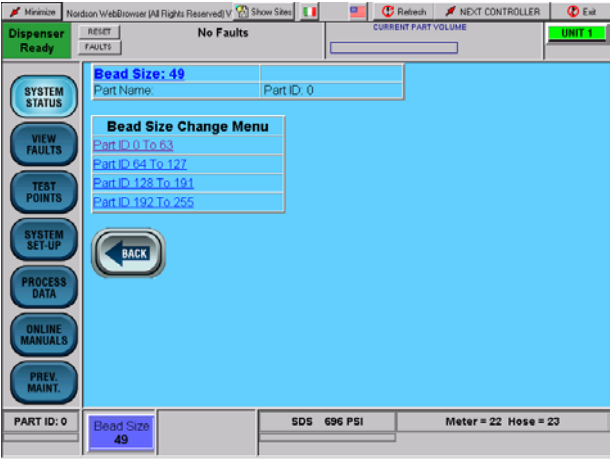 Minimize
Nordson WebBrowser (All Rights Reserved) V
Show Sites
Refresh
NEXT CONTROLLER
Exit
Dispenser
Ready
RESET
FAULTS
No Faults
CURRENT PART VOLUME
UNIT 1
SYSTEM
STATUS
VIEW
FAULTS
TEST
POINTS
SYSTEM
SET-UP
PROCESS
DATA
ONLINE
MANUALS
PREV.
MAINT.
Bead Size: 49
Part Name:
Part ID: 0
Bead Size Change Menu
Part ID 0 To 63
Part ID 64 To 127
Part ID 128 To 191
Part ID 192 To 255
BACK
PART ID: 0
Bead Size
49
SDS 696 PSI
Meter = 22 Hose = 23